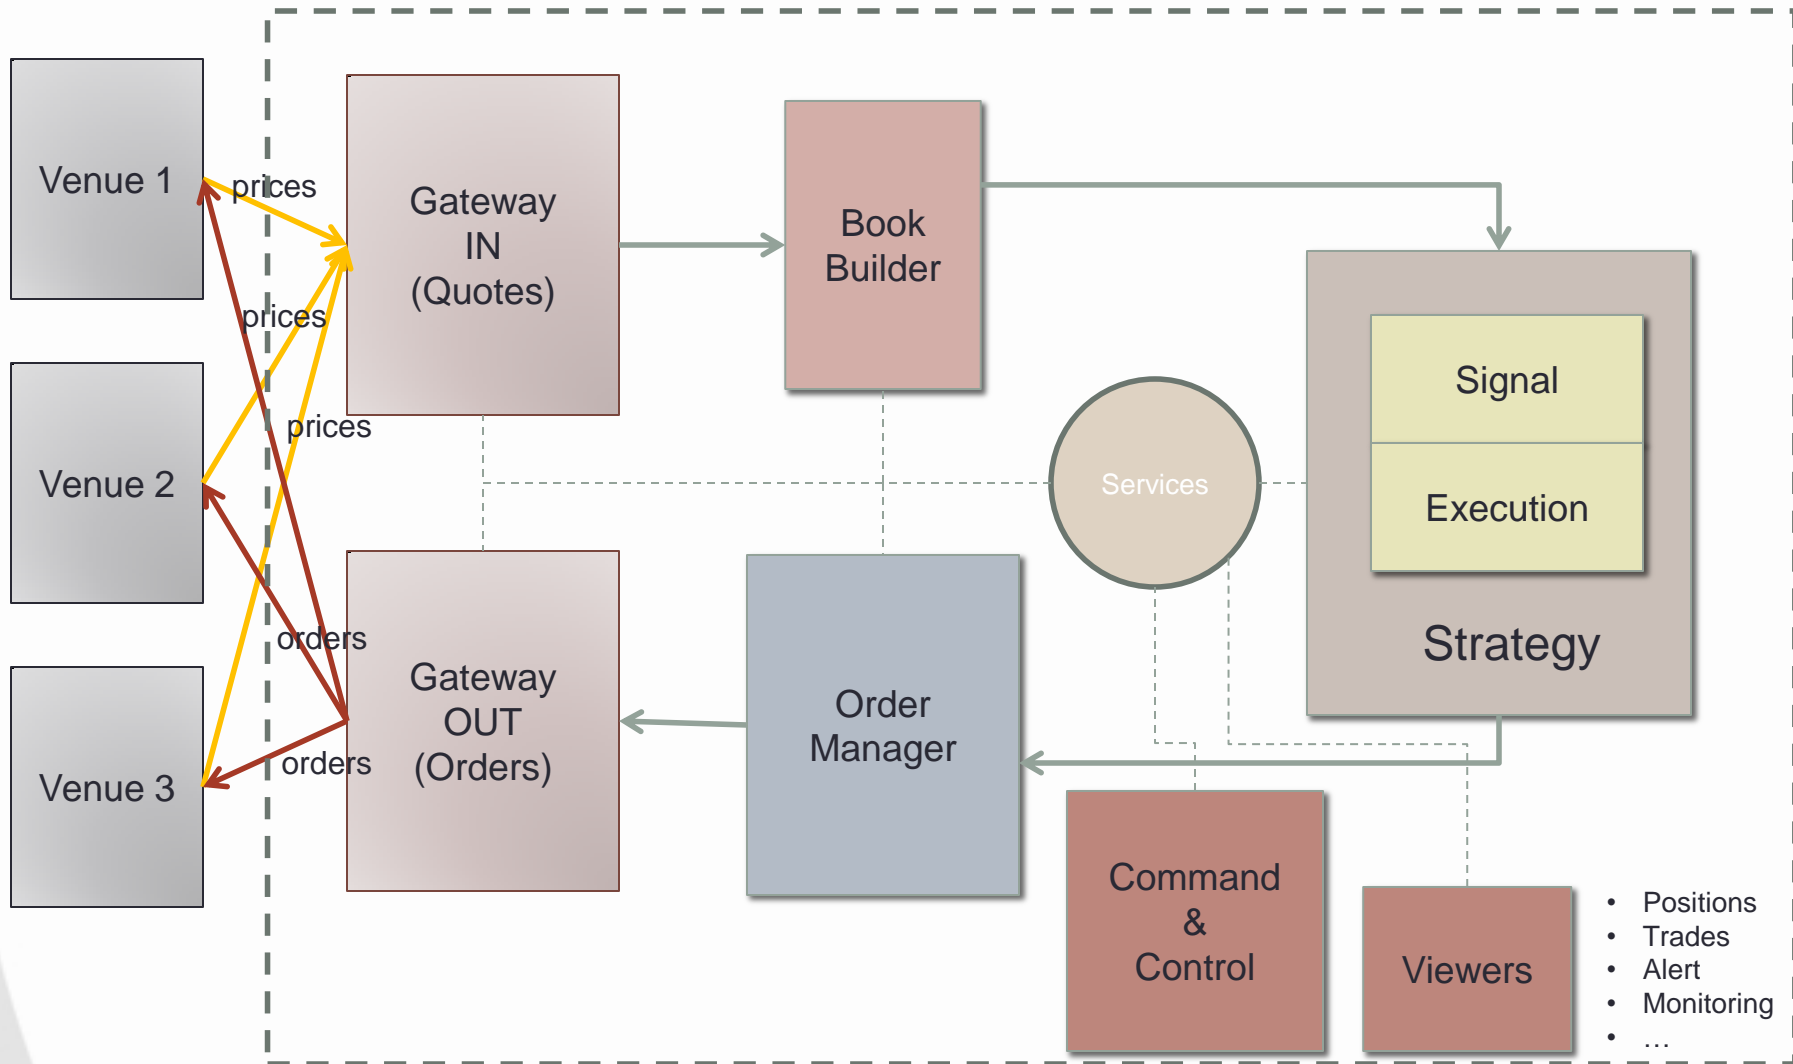 Venue 1
prices
Gateway
IN
(Quotes)
Book
Builder
prices
Signal
prices
Venue 2
Services
Execution
orders
Strategy
Gateway
OUT
(Orders)
Order
Manager
Venue 3
orders
Command
&
Control
Viewers
• Positions
• Trades
• Alert
• Monitoring
• …